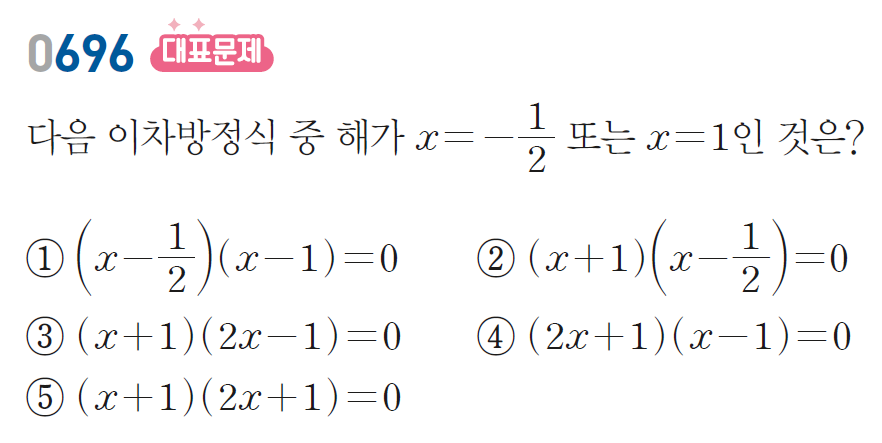 0696 대표문제
다음 이차방정식 중 해가 x=-1/2 또는 x=1인 것은?
① (x-1/2)(x-1)=0 ② (x+1)(x-1/2)=0
③ (x+1)(2x-1)=0 ④ (2x+1)(x-1)=0
⑤ (x+1)(2x+1)=0